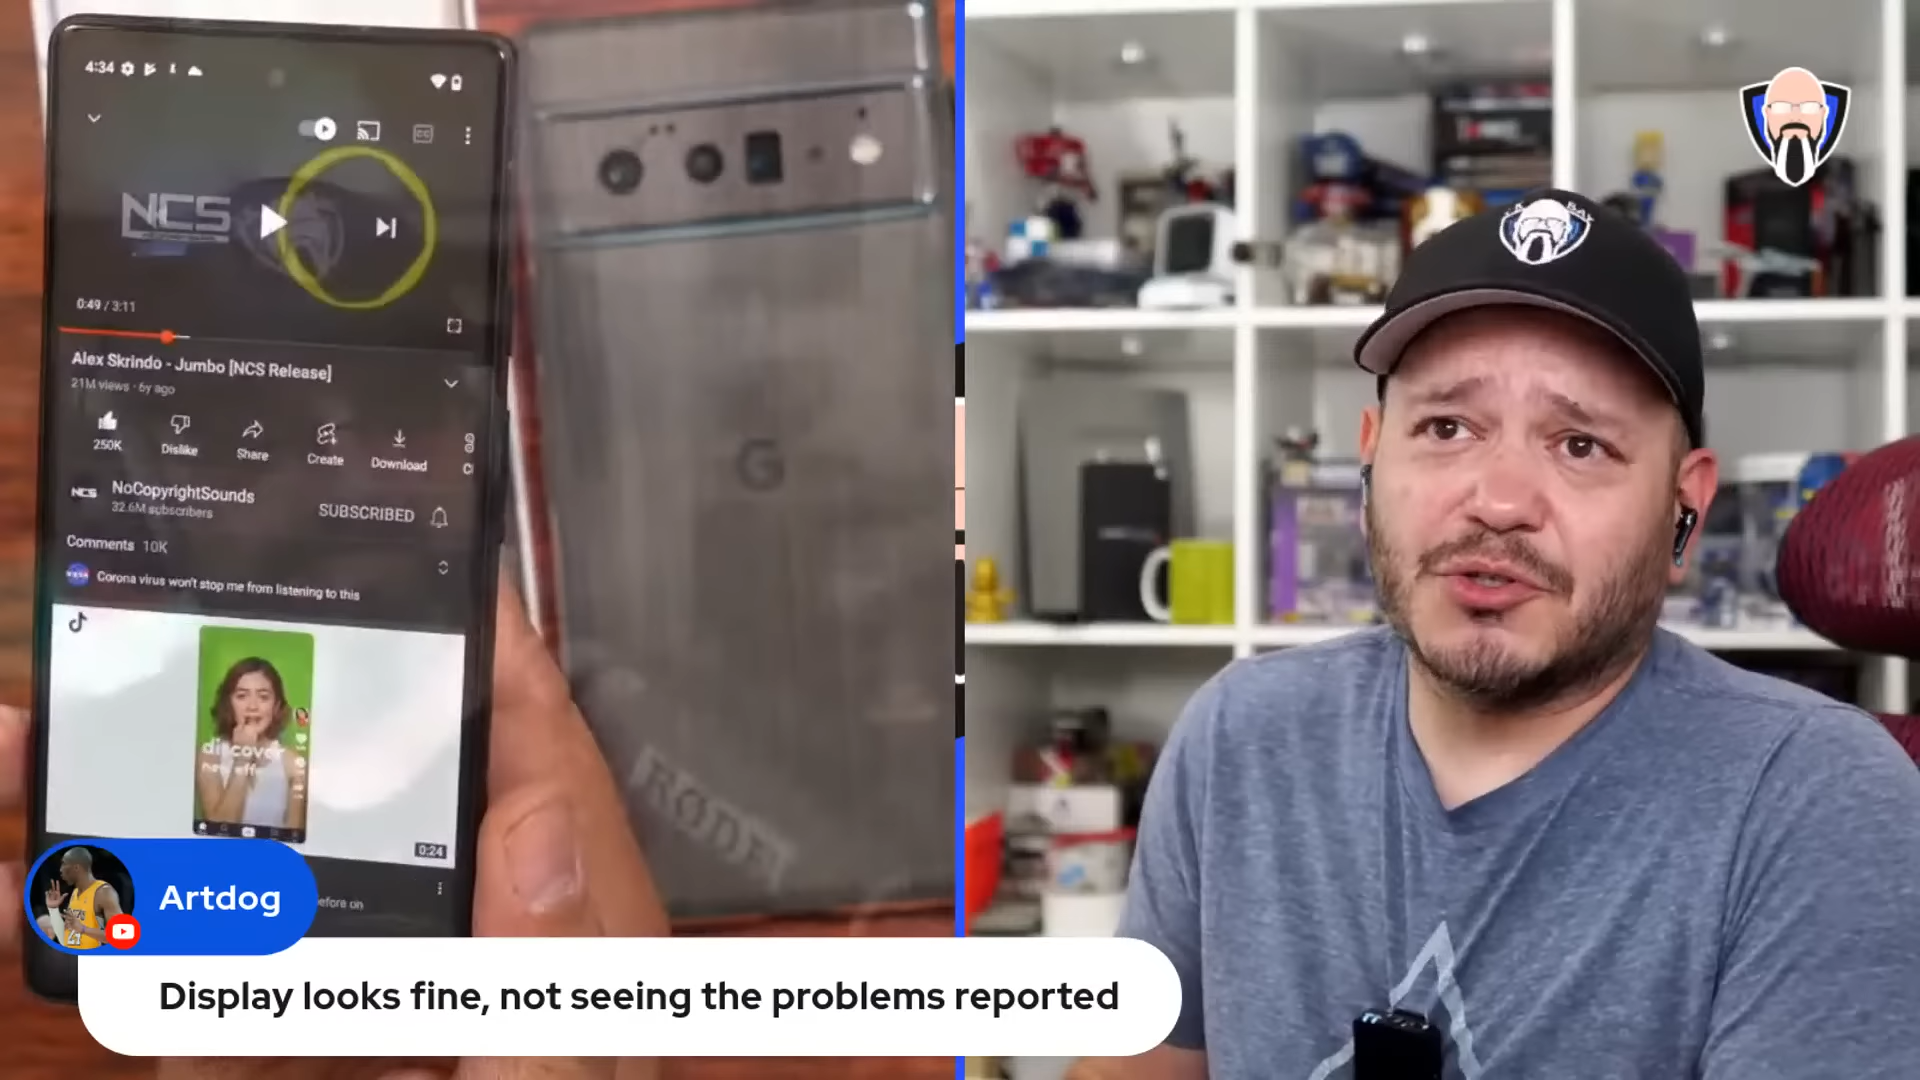 4:34
NCS
0:49 / 3:11
Alex Skrindo - Jumbo [NCS Release]
21M views · 6y ago
250K
Dislike
Share
Create
Download
NCS
NoCopyrightSounds
32.6M subscribers
SUBSCRIBED
Comments 10K
Corona virus won't stop me from listening to this
discover
0:24
G
RØDE
Artdog
Display looks fine, not seeing the problems reported